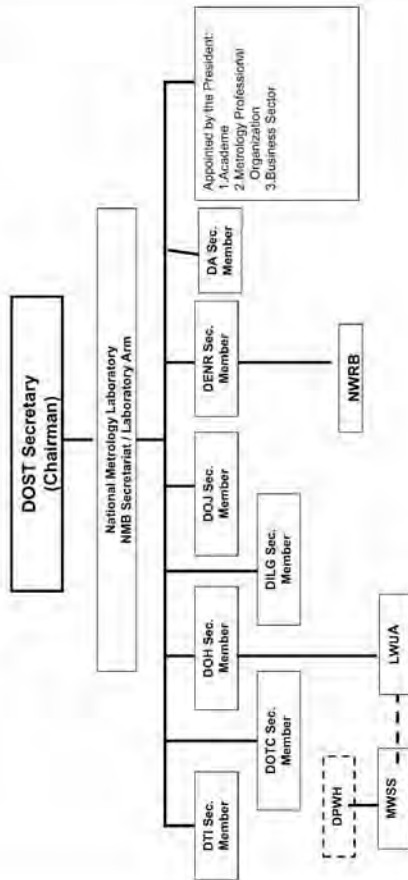 DOST Secretary
(Chairman)
National Metrology Laboratory
NMB Secretariat / Laboratory Arm
DTI Sec.
Member
DOTC Sec.
Member
DOH Sec.
Member
DILG Sec.
Member
DOJ Sec.
Member
DENR Sec.
Member
DA Sec.
Member
Appointed by the President:
1.Academe
2.Metrology Professional
Organization
3.Business Sector
DPWH
MWSS
LWUA
NWRB